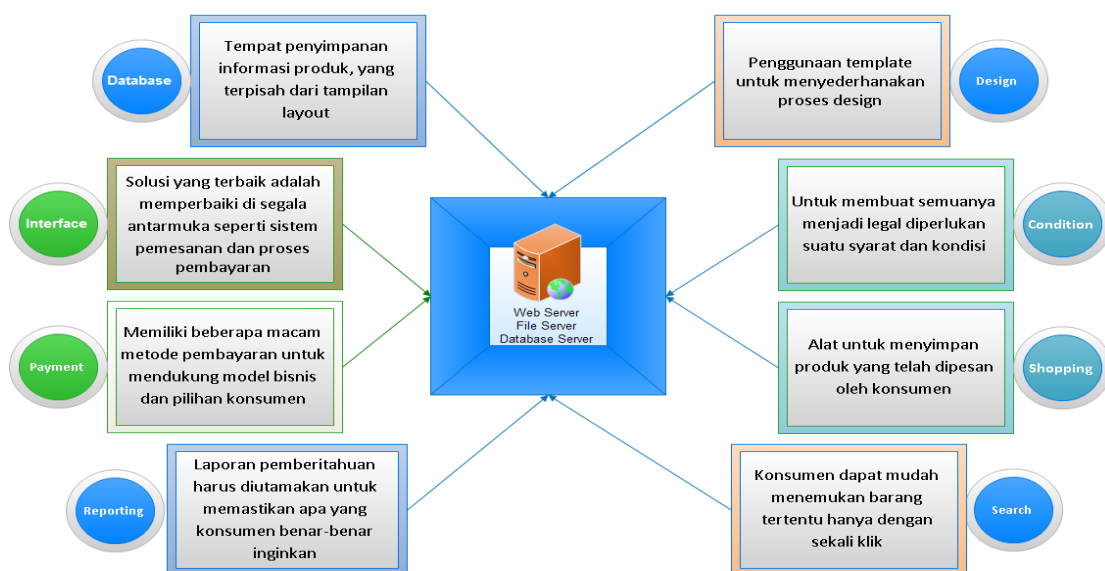 Database
Tempat penyimpanan
informasi produk, yang
terpisah dari tampilan
layout
Penggunaan template
untuk menyederhanakan
proses design
Design
Interface
Solusi yang terbaik adalah
memperbaiki di segala
antarmuka seperti sistem
pemesanan dan proses
pembayaran
Untuk membuat semuanya
menjadi legal diperlukan
suatu syarat dan kondisi
Condition
Web Server
File Server
Database Server
Payment
Memiliki beberapa macam
metode pembayaran untuk
mendukung model bisnis
dan pilihan konsumen
Alat untuk menyimpan
produk yang telah dipesan
oleh konsumen
Shopping
Reporting
Laporan pemberitahuan
harus diutamakan untuk
memastikan apa yang
konsumen benar-benar
inginkan
Konsumen dapat mudah
menemukan barang
tertentu hanya dengan
sekali klik
Search